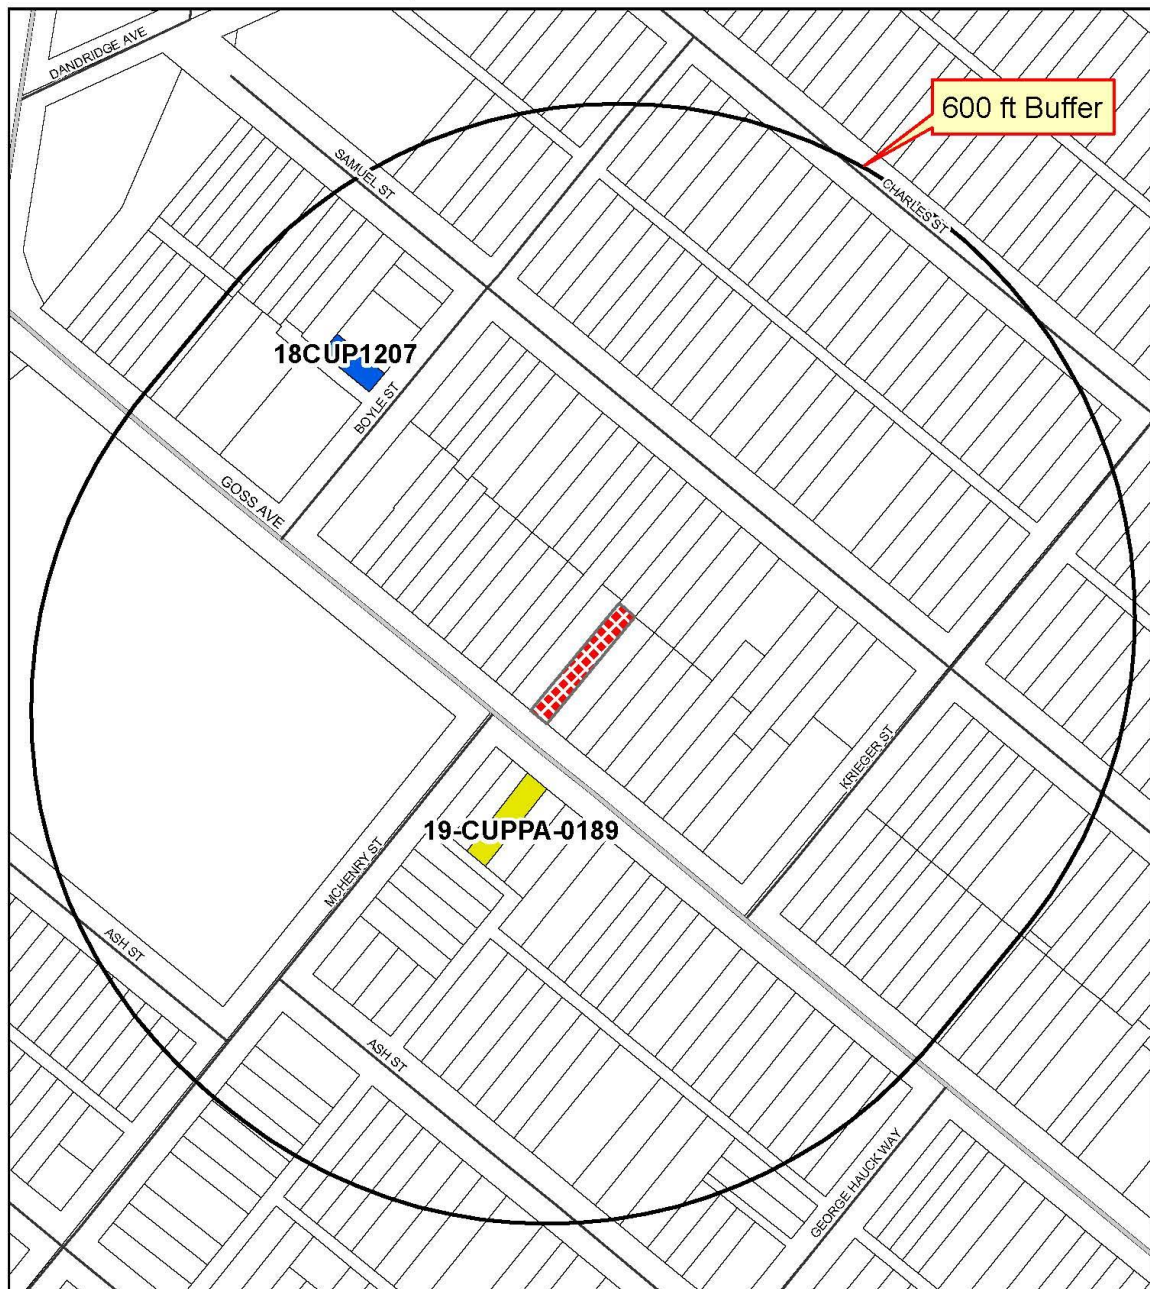 DANDRIDGE AVE
600 ft Buffer
SAMUEL ST
CHARLES ST
18CUP1207
BOYLE ST
GOSS AVE
KRIEGER ST
19-CUPPA-0189
MCHENRY ST
ASH ST
ASH ST
GEORGE HAUCK WAY